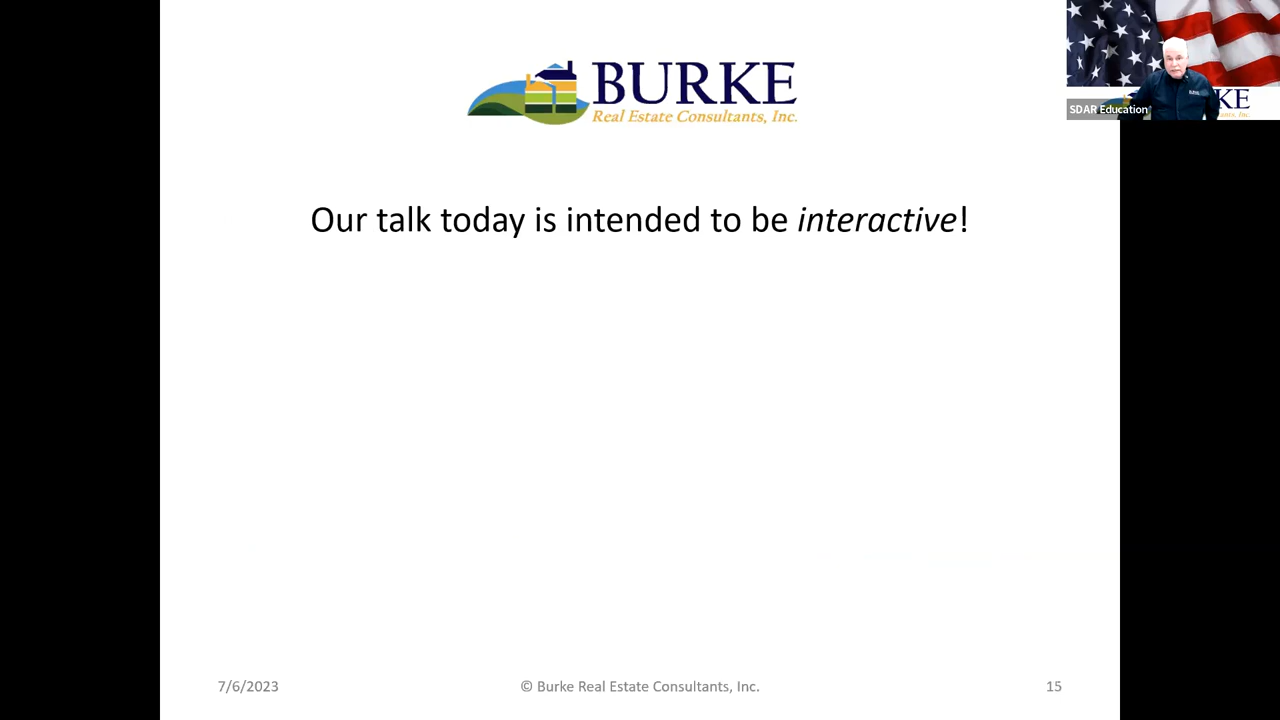 BURKE
Real Estate Consultants, Inc.
SDAR Education
KE
Our talk today is intended to be interactive!
7/6/2023
© Burke Real Estate Consultants, Inc.
15